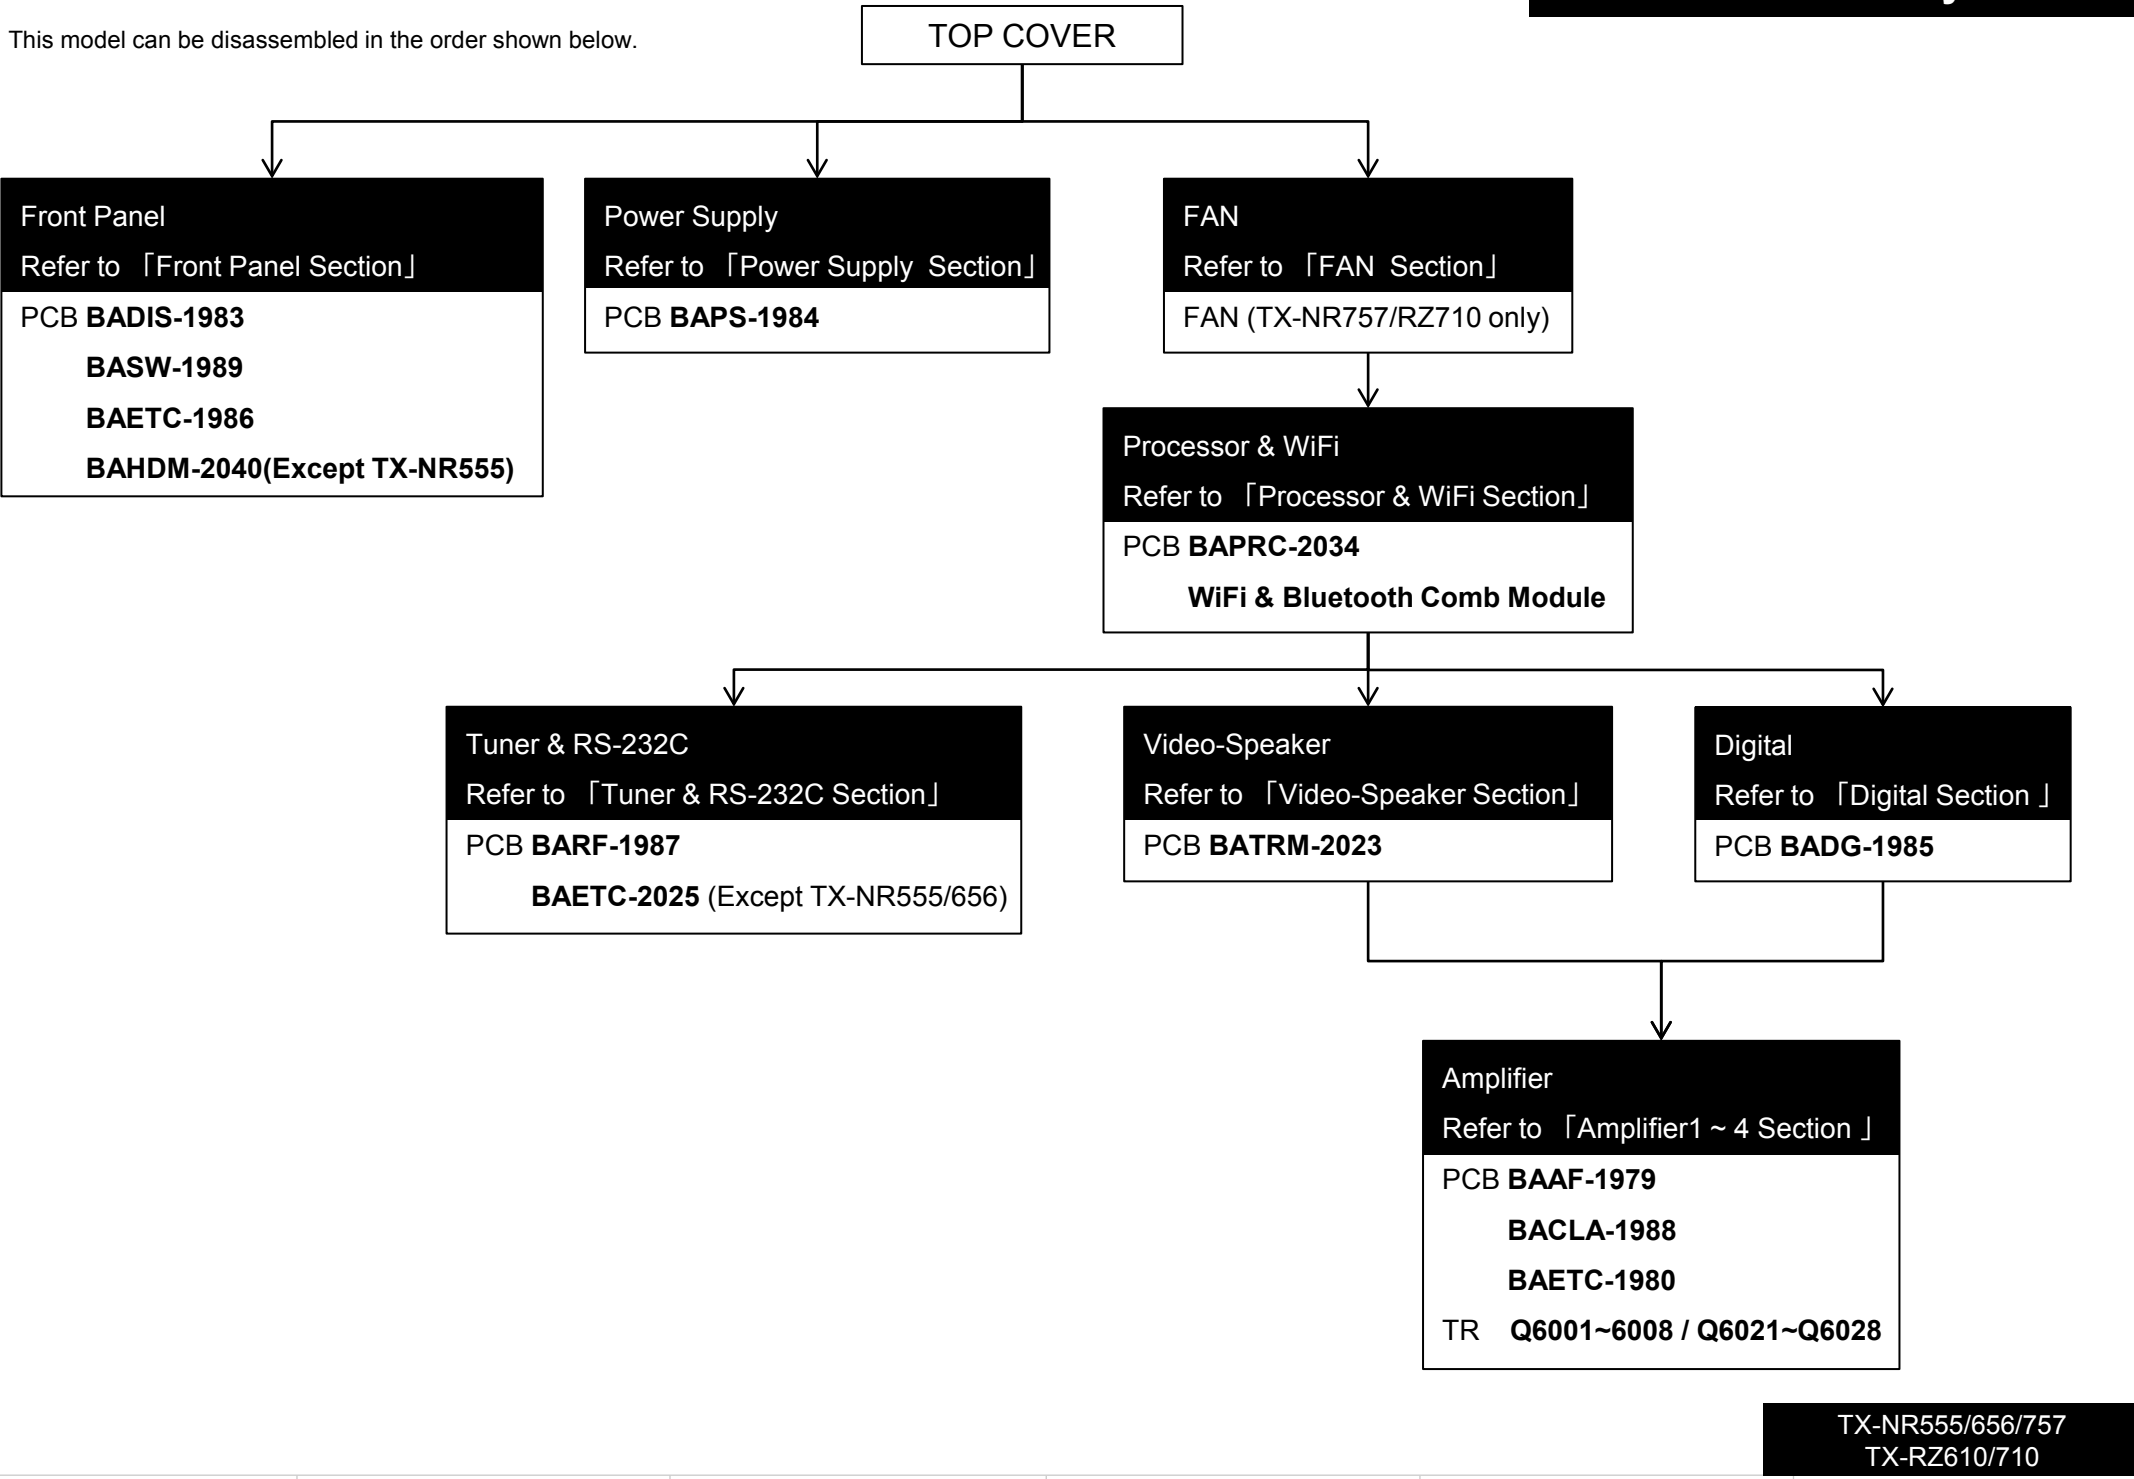 This model can be disassembled in the order shown below.
TOP COVER
Front Panel
Refer to 「Front Panel Section」
PCB BADIS-1983
BASW-1989
BAETC-1986
BAHDM-2040(Except TX-NR555)
Power Supply
Refer to 「Power Supply Section」
PCB BAPS-1984
FAN
Refer to 「FAN Section」
FAN (TX-NR757/RZ710 only)
Processor & WiFi
Refer to 「Processor & WiFi Section」
PCB BAPRC-2034
WiFi & Bluetooth Comb Module
Tuner & RS-232C
Refer to 「Tuner & RS-232C Section」
PCB BARF-1987
BAETC-2025 (Except TX-NR555/656)
Video-Speaker
Refer to 「Video-Speaker Section」
PCB BATRM-2023
Digital
Refer to 「Digital Section 」
PCB BADG-1985
Amplifier
Refer to 「Amplifier1 ~ 4 Section 」
PCB BAAF-1979
BACLA-1988
BAETC-1980
TR Q6001~6008 / Q6021~Q6028
TX-NR555/656/757
TX-RZ610/710